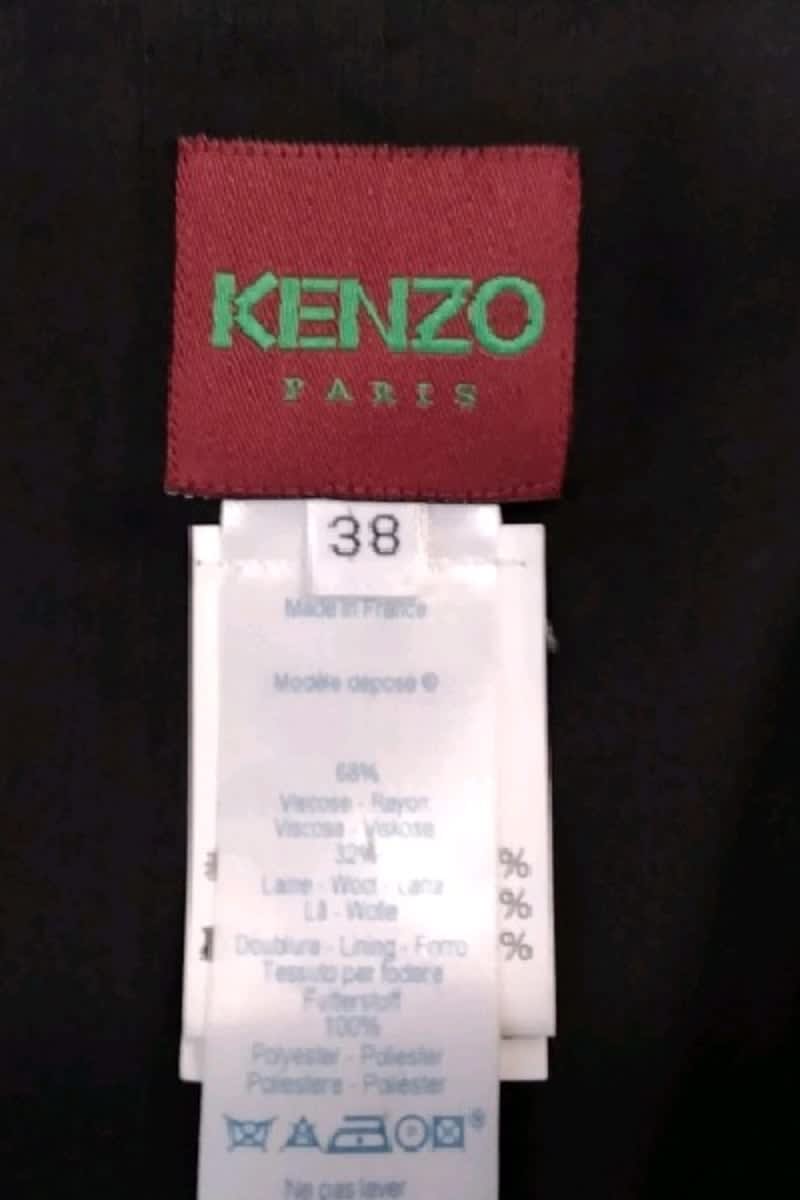 KENZO
PARIS
38
Made in France
Modèle déposé ©
68%
Viscose - Rayon
Viscosa - Viskose
32%
Laine - Wool - Lana
Lã - Wolle
Doublure - Lining - Forro
Tessuto per fodere
Futterstoff
100%
Polyester - Poliester
Poliestere - Poliéster
Ne pas laver
%
%
%